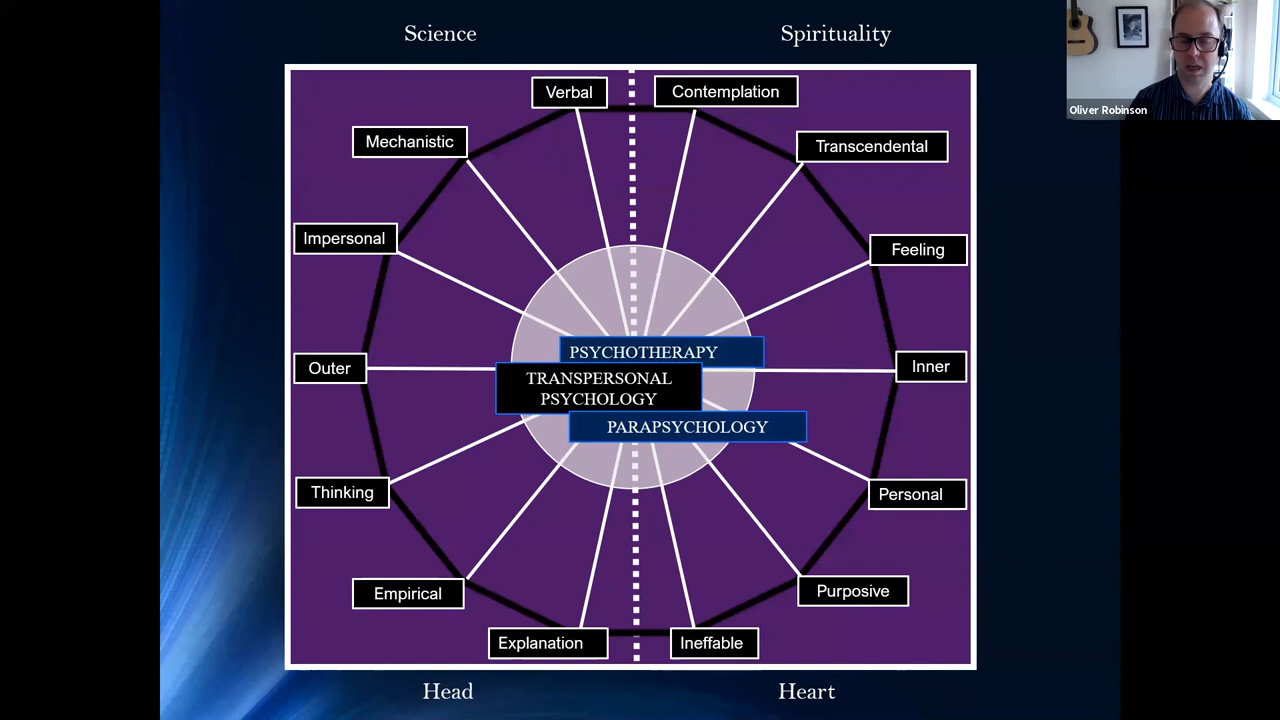 Science
Spirituality
Oliver Robinson
Verbal
Contemplation
Mechanistic
Transcendental
Impersonal
Feeling
PSYCHOTHERAPY
Outer
Inner
TRANSPERSONAL
PSYCHOLOGY
PARAPSYCHOLOGY
Thinking
Personal
Empirical
Purposive
Explanation
Ineffable
Head
Heart